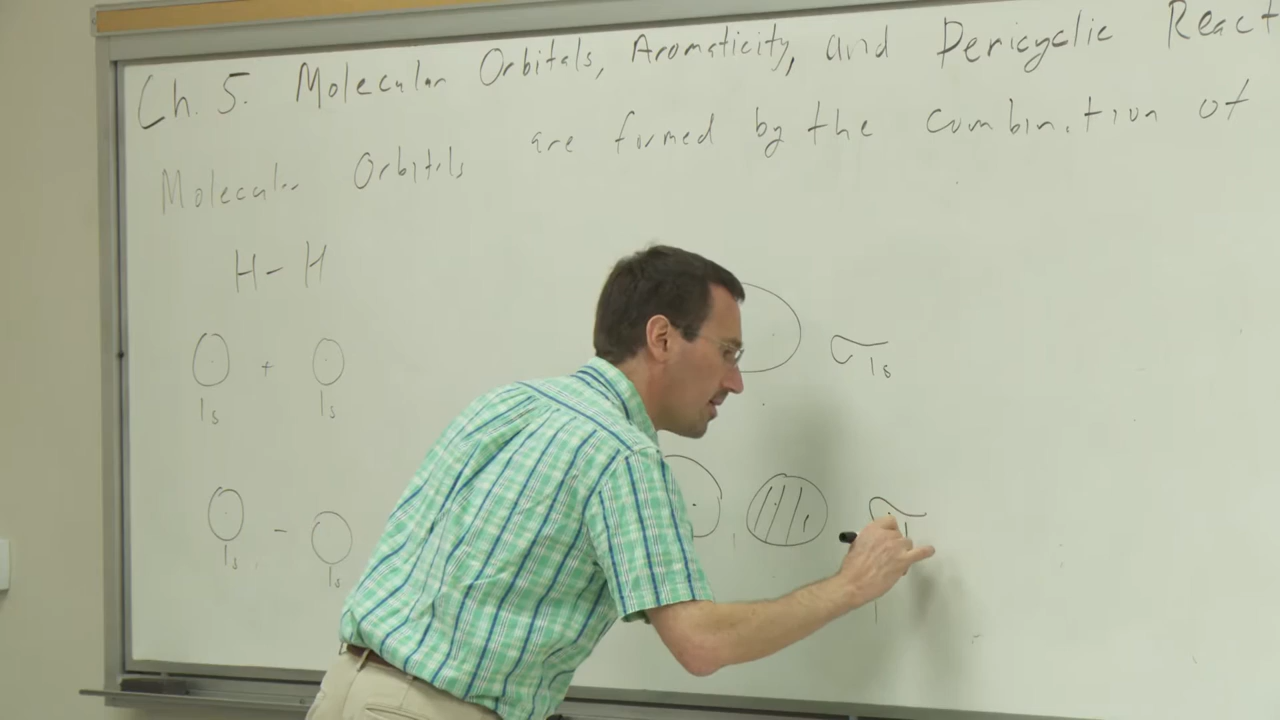 Ch. 5. Molecular Orbitals, Aromaticity, and Pericyclic React
Molecular Orbitals are formed by the combination of
H - H
+
σ1s
1s 1s
-
σ
1s
1s